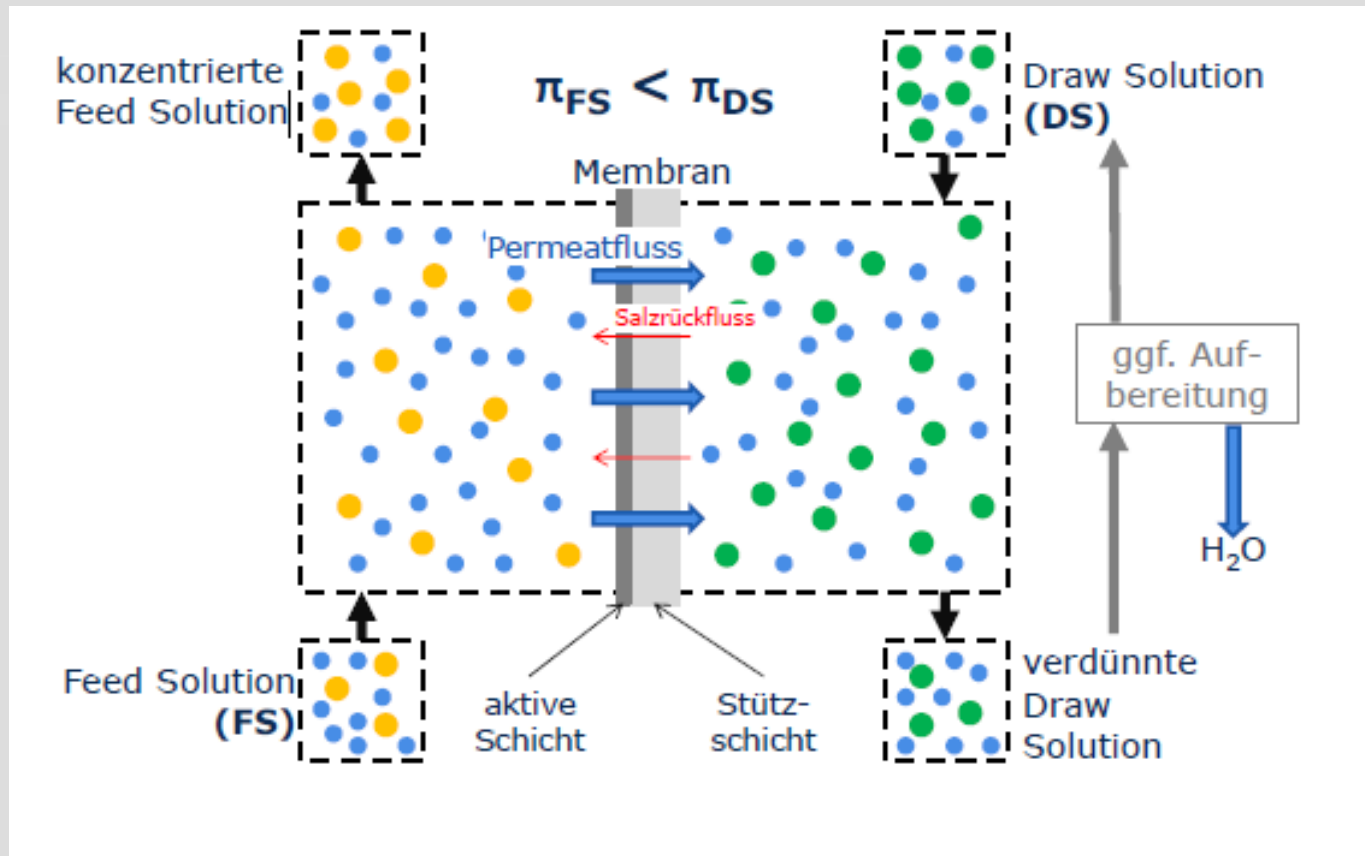 konzentrierte
Feed Solution
π_FS < π_DS
Draw Solution
(DS)
Membran
Permeatfluss
Salzrückfluss
ggf. Auf-
bereitung
H₂O
Feed Solution
(FS)
aktive
Schicht
Stütz-
schicht
verdünnte
Draw
Solution